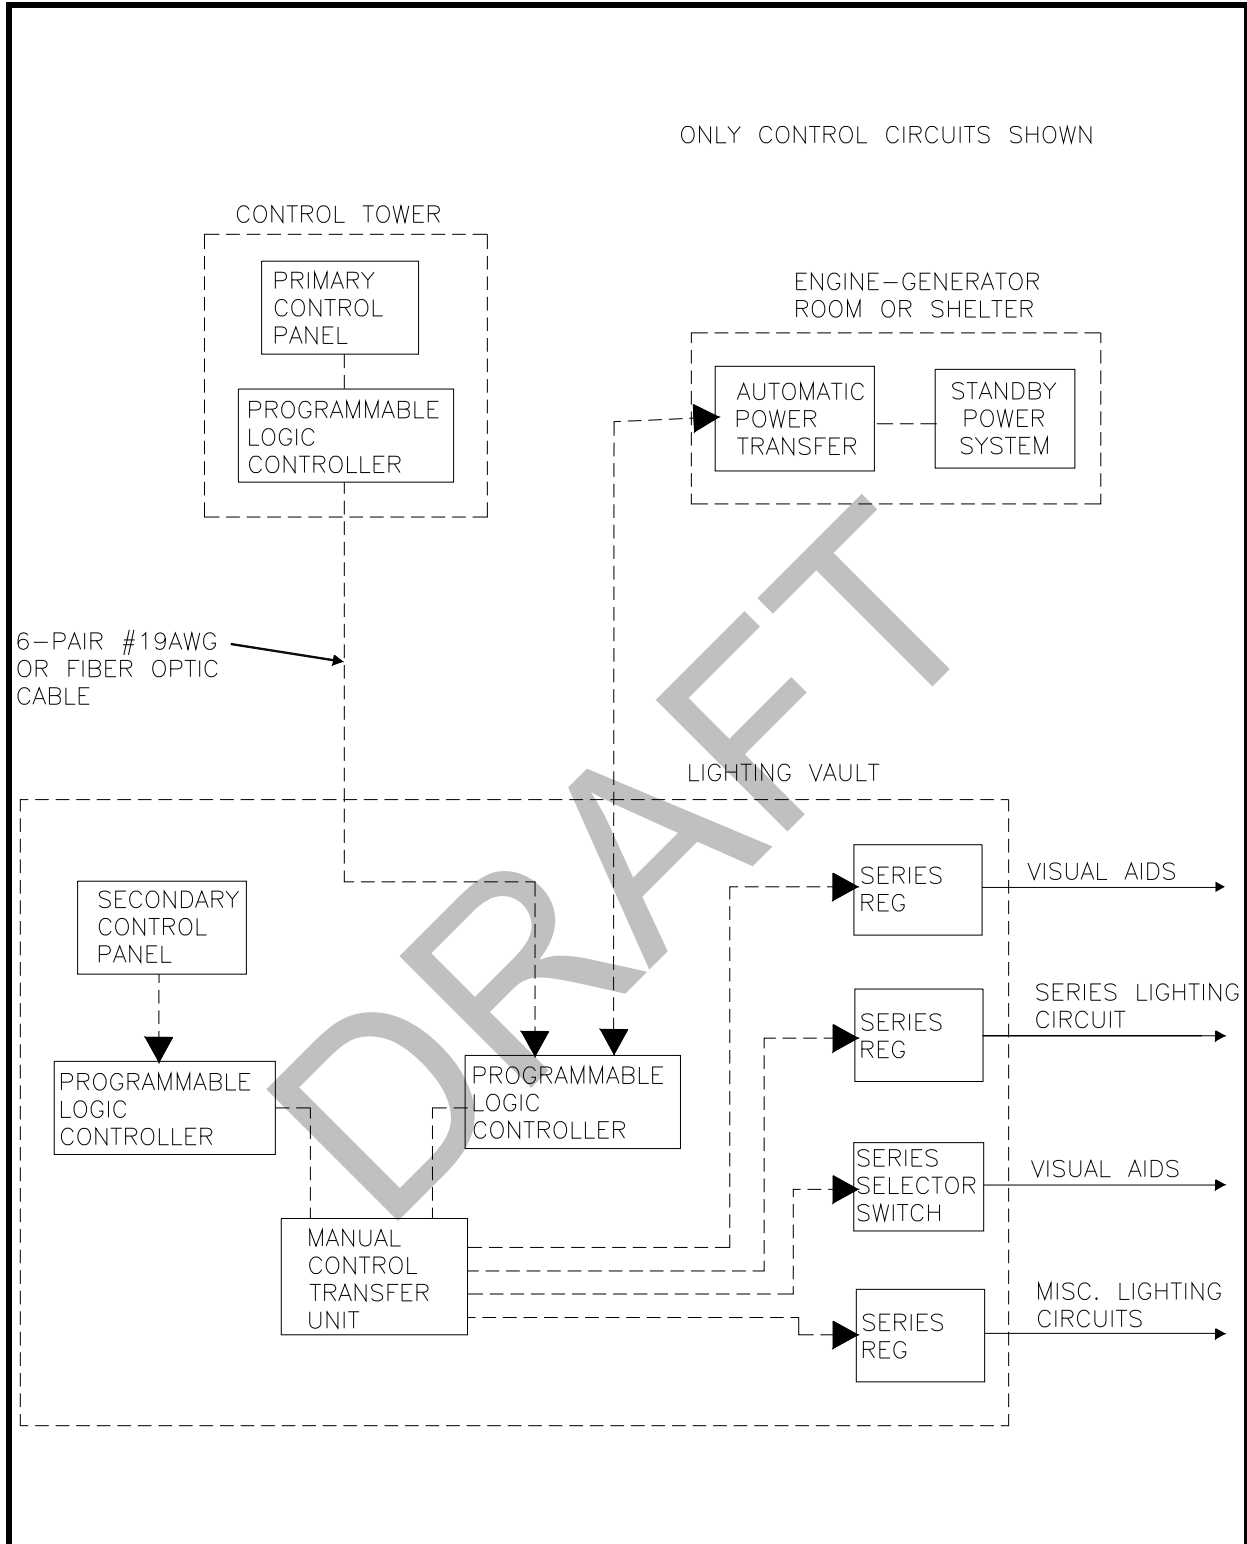 ONLY CONTROL CIRCUITS SHOWN
CONTROL TOWER
PRIMARY
CONTROL
PANEL
PROGRAMMABLE
LOGIC
CONTROLLER
ENGINE-GENERATOR
ROOM OR SHELTER
AUTOMATIC
POWER
TRANSFER
STANDBY
POWER
SYSTEM
6-PAIR #19AWG
OR FIBER OPTIC
CABLE
DRAFT
LIGHTING VAULT
SECONDARY
CONTROL
PANEL
PROGRAMMABLE
LOGIC
CONTROLLER
PROGRAMMABLE
LOGIC
CONTROLLER
MANUAL
CONTROL
TRANSFER
UNIT
SERIES
REG
VISUAL AIDS
SERIES
REG
SERIES LIGHTING
CIRCUIT
SERIES
SELECTOR
SWITCH
VISUAL AIDS
SERIES
REG
MISC. LIGHTING
CIRCUITS